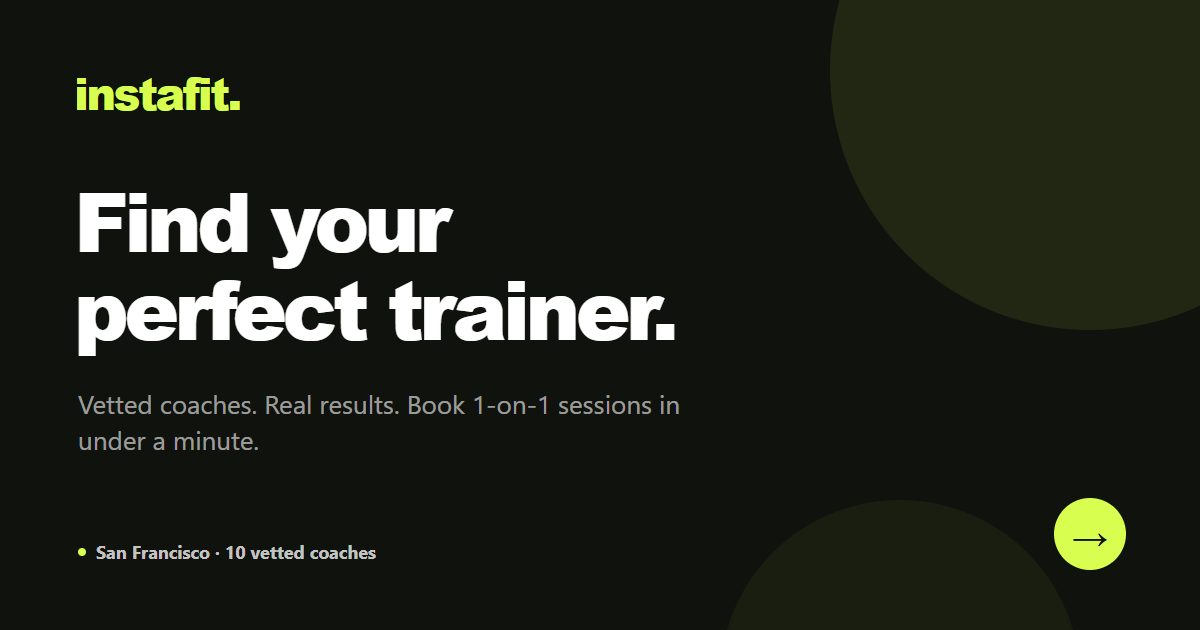 instafit.
Find your
perfect trainer.
Vetted coaches. Real results. Book 1-on-1 sessions in
under a minute.
San Francisco · 10 vetted coaches
→